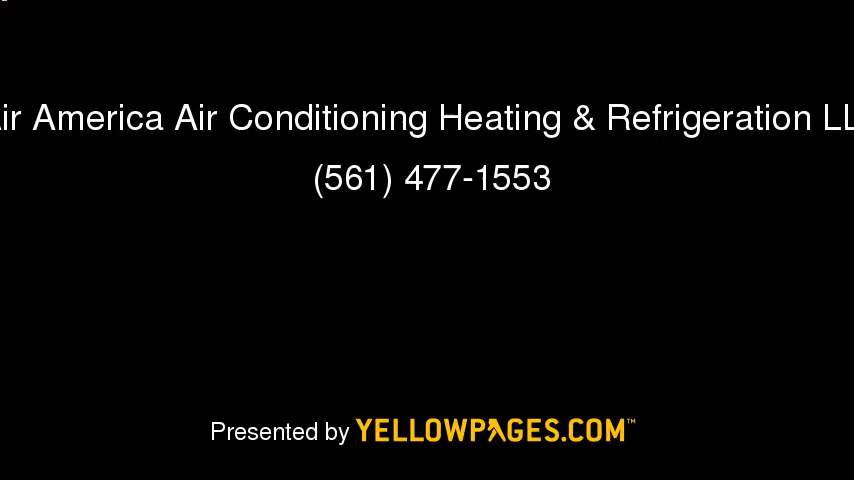 ir America Air Conditioning Heating & Refrigeration LL
(561) 477-1553
Presented by YELLOWPAGES.COM™